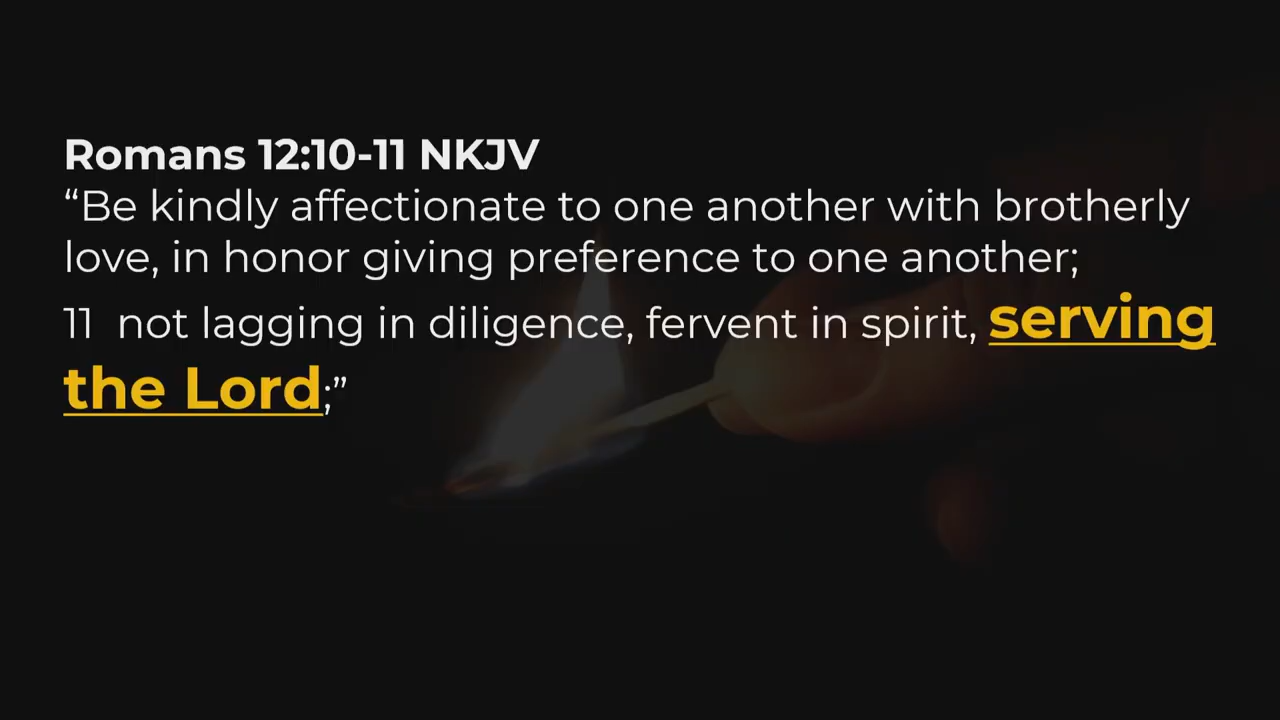 Romans 12:10-11 NKJV
“Be kindly affectionate to one another with brotherly
love, in honor giving preference to one another;
11 not lagging in diligence, fervent in spirit, serving
the Lord;”